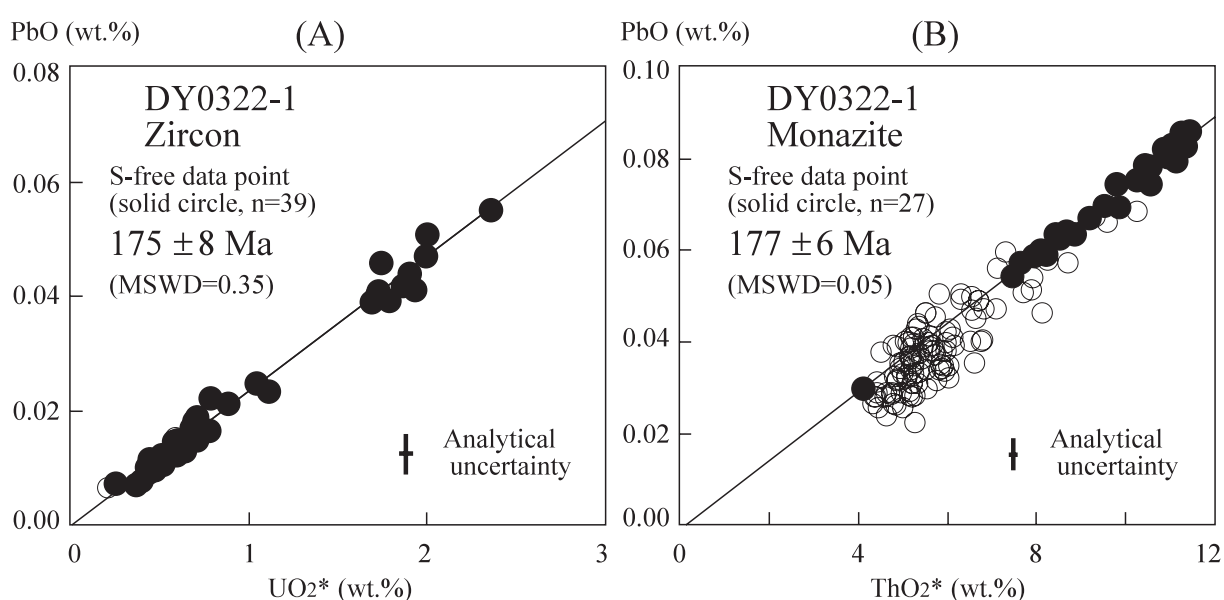 PbO (wt.%)
(A)
0.08
0.06
0.04
0.02
0.00
DY0322-1
Zircon
S-free data point
(solid circle, n=39)
175 ±8 Ma
(MSWD=0.35)
Analytical
uncertainty
0
1
2
3
UO2* (wt.%)
PbO (wt.%)
(B)
0.10
0.08
0.06
0.04
0.02
0.00
DY0322-1
Monazite
S-free data point
(solid circle, n=27)
177 ±6 Ma
(MSWD=0.05)
Analytical
uncertainty
0
4
8
12
ThO2* (wt.%)